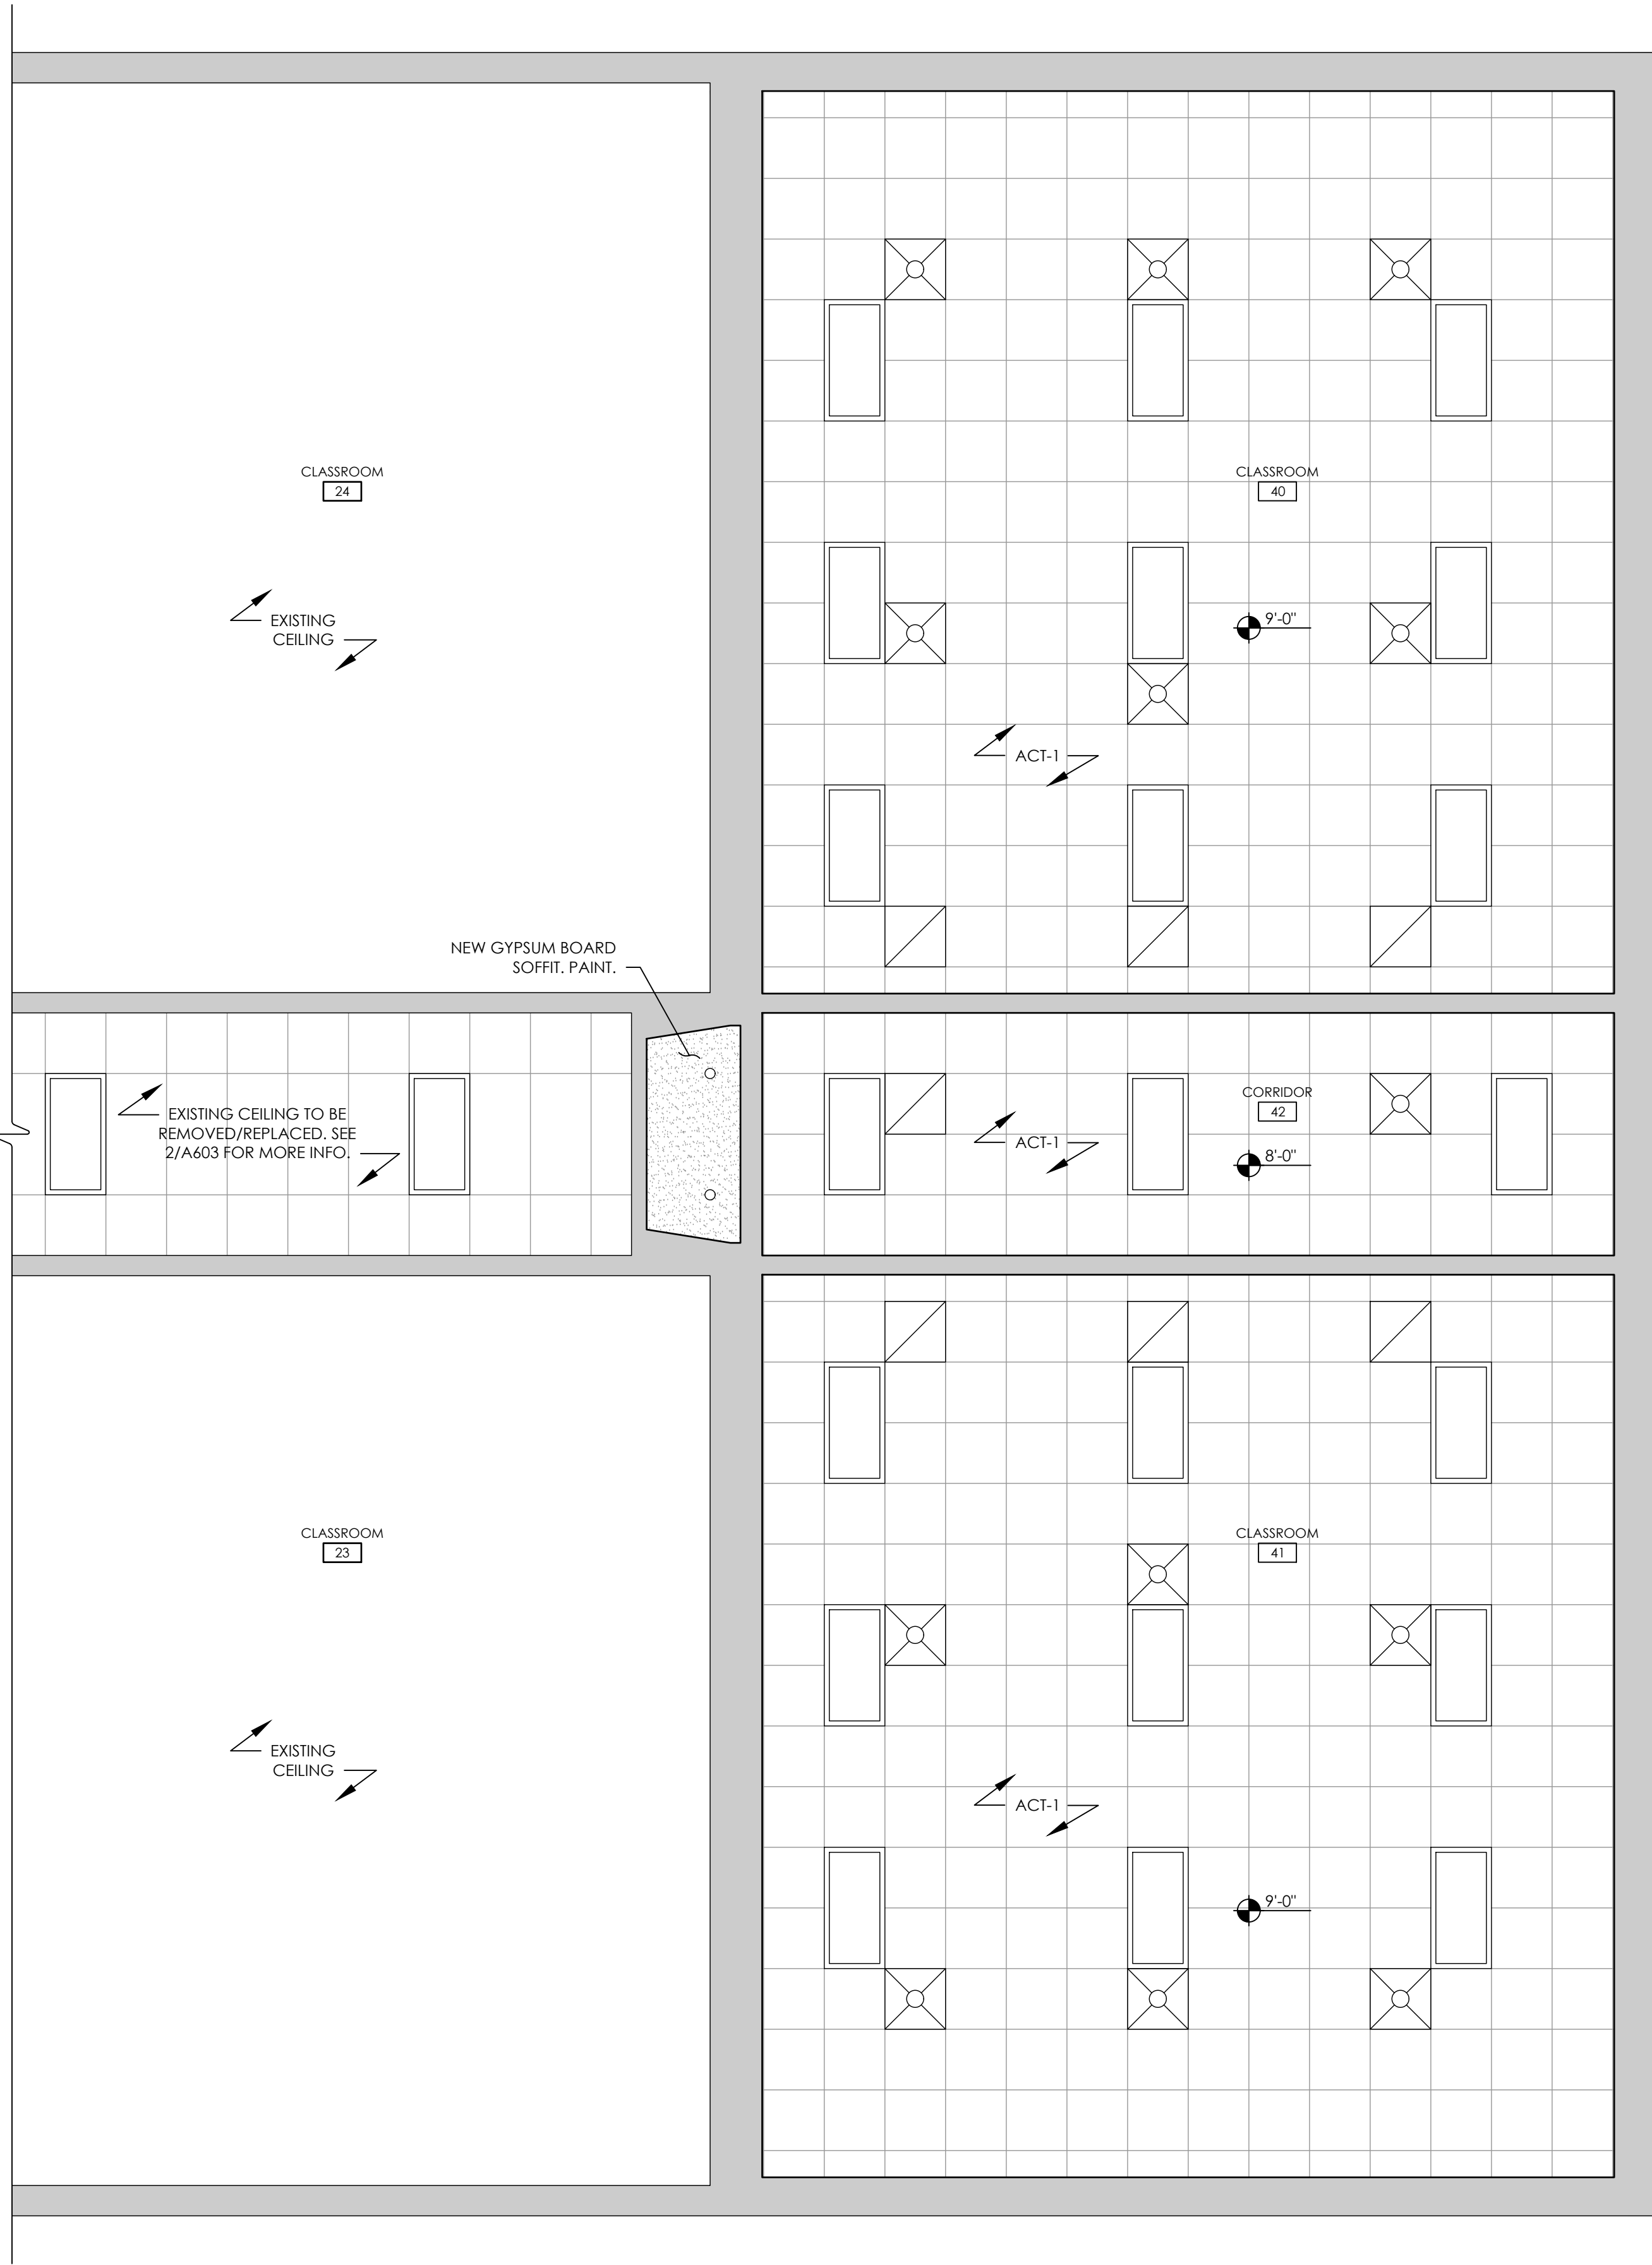 CLASSROOM
24
CLASSROOM
40
EXISTING
CEILING
9'-0"
ACT-1
NEW GYPSUM BOARD
SOFFIT. PAINT.
EXISTING CEILING TO BE
REMOVED/REPLACED. SEE
2/A603 FOR MORE INFO.
CORRIDOR
42
ACT-1
8'-0"
CLASSROOM
23
CLASSROOM
41
EXISTING
CEILING
ACT-1
9'-0"